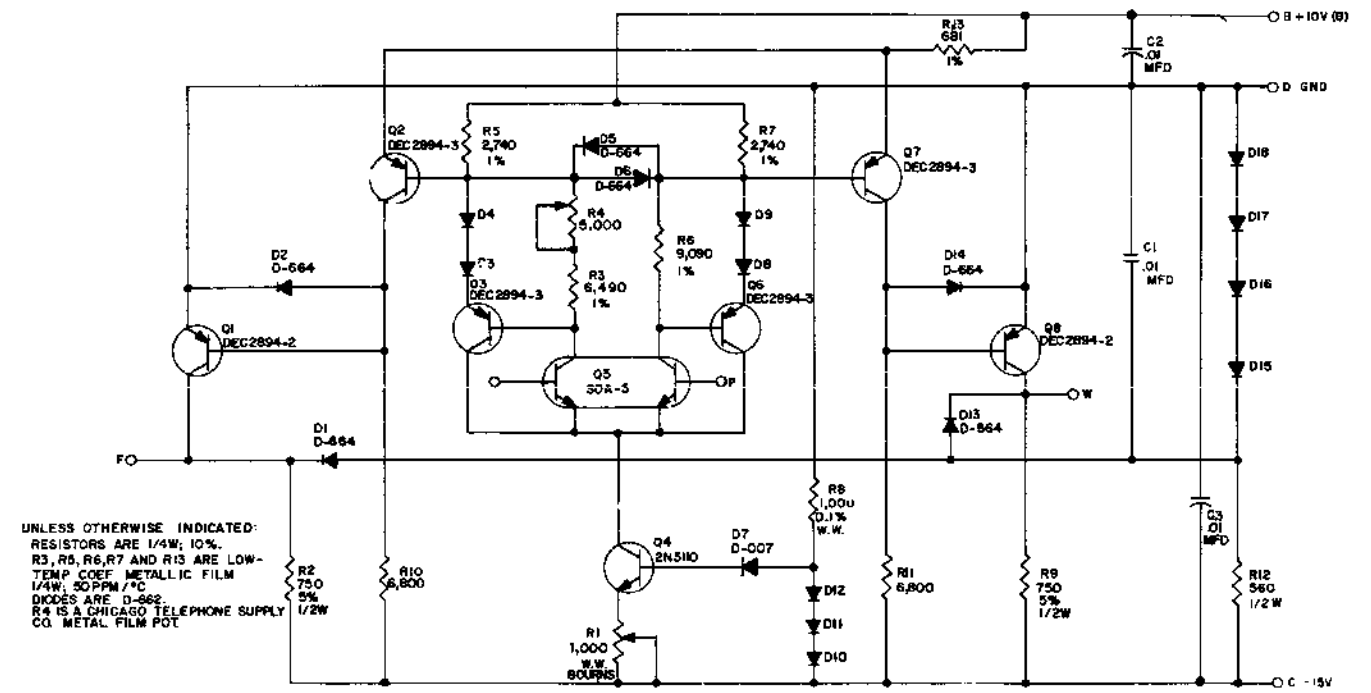 B +10V (B)
R13
681
1%
C2
.01
MFD
D GND
Q2
DEC2894-3
R5
2,740
1%
D5
D-664
R7
2,740
1%
Q7
DEC2894-3
D18
D6
D-664
D4
R4
5,000
D9
D17
R6
9,090
1%
D2
D-664
D3
Q3
DEC2894-3
R3
6,490
1%
D8
Q6
DEC2894-3
D14
D-664
C1
.01
MFD
D16
Q1
DEC2894-2
Q8
DEC2894-2
Q5
P
D15
W
D13
D-664
D1
D-664
F
R8
1,000
0.1%
W.W.
C3
.01
MFD
UNLESS OTHERWISE INDICATED:
RESISTORS ARE 1/4W; 10%.
R3, R5, R6, R7 AND R13 ARE LOW-
TEMP COEF METALLIC FILM
1/4W; 50PPM/°C
DIODES ARE D-662.
R4 IS A CHICAGO TELEPHONE SUPPLY
CO. METAL FILM POT.
R2
750
5%
1/2W
R10
6,800
Q4
2N3110
D7
D-007
D12
D11
D10
R11
6,800
R9
750
5%
1/2W
R12
560
1/2W
R1
1,000
W.W.
BOURNS
C -15V